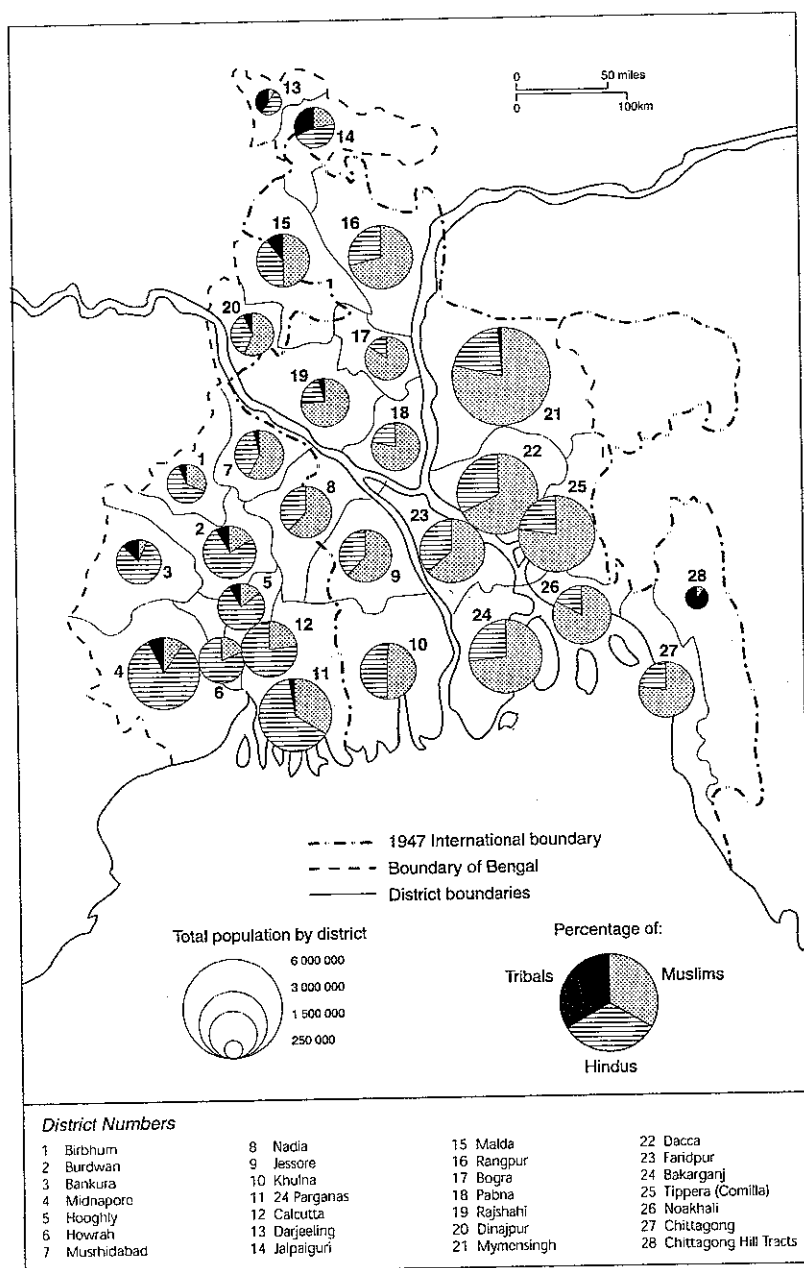 0 50 miles
0 100km
13
14
15
16
20
17
19
21
18
1
7
22
8
25
2
23
3
9
28
5
26
12
24
10
4
27
6
11
1947 International boundary
Boundary of Bengal
District boundaries
Total population by district
6 000 000
3 000 000
1 500 000
250 000
Percentage of:
Tribals
Muslims
Hindus
District Numbers
1 Birbhum
2 Burdwan
3 Bankura
4 Midnapore
5 Hooghly
6 Howrah
7 Musrhidabad
8 Nadia
9 Jessore
10 Khulna
11 24 Parganas
12 Calcutta
13 Darjeeling
14 Jalpaiguri
15 Malda
16 Rangpur
17 Bogra
18 Pabna
19 Rajshahi
20 Dinajpur
21 Mymensingh
22 Dacca
23 Faridpur
24 Bakarganj
25 Tippera (Comilla)
26 Noakhali
27 Chittagong
28 Chittagong Hill Tracts